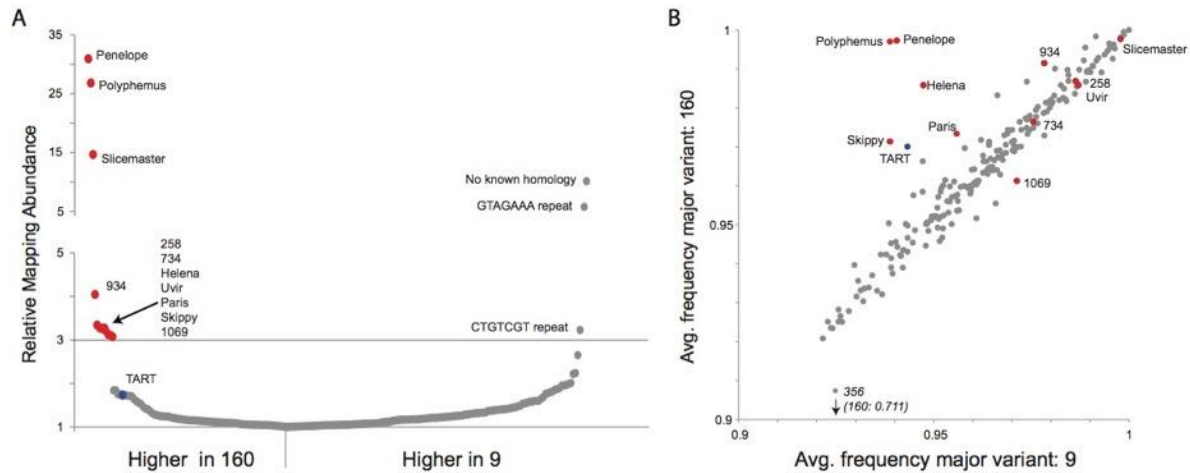 A
Relative Mapping Abundance
35
25
15
5
5
3
1
Penelope
Polyphemus
Slicemaster
934
258
734
Helena
Uvir
Paris
Skippy
1069
TART
No known homology
GTAGAAA repeat
CTGTCGT repeat
Higher in 160
Higher in 9
B
Avg. frequency major variant: 160
1
0.95
0.9
Polyphemus
Penelope
934
Slicemaster
Helena
258
Uvir
Paris
734
Skippy
TART
1069
356
(160: 0.711)
0.9
0.95
1
Avg. frequency major variant: 9